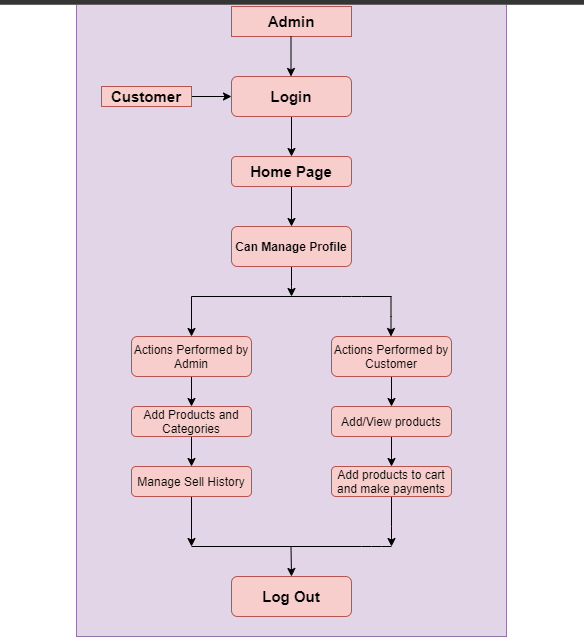 Admin
Customer
Login
Home Page
Can Manage Profile
Actions Performed by
Admin
Actions Performed by
Customer
Add Products and
Categories
Add/View products
Manage Sell History
Add products to cart
and make payments
Log Out